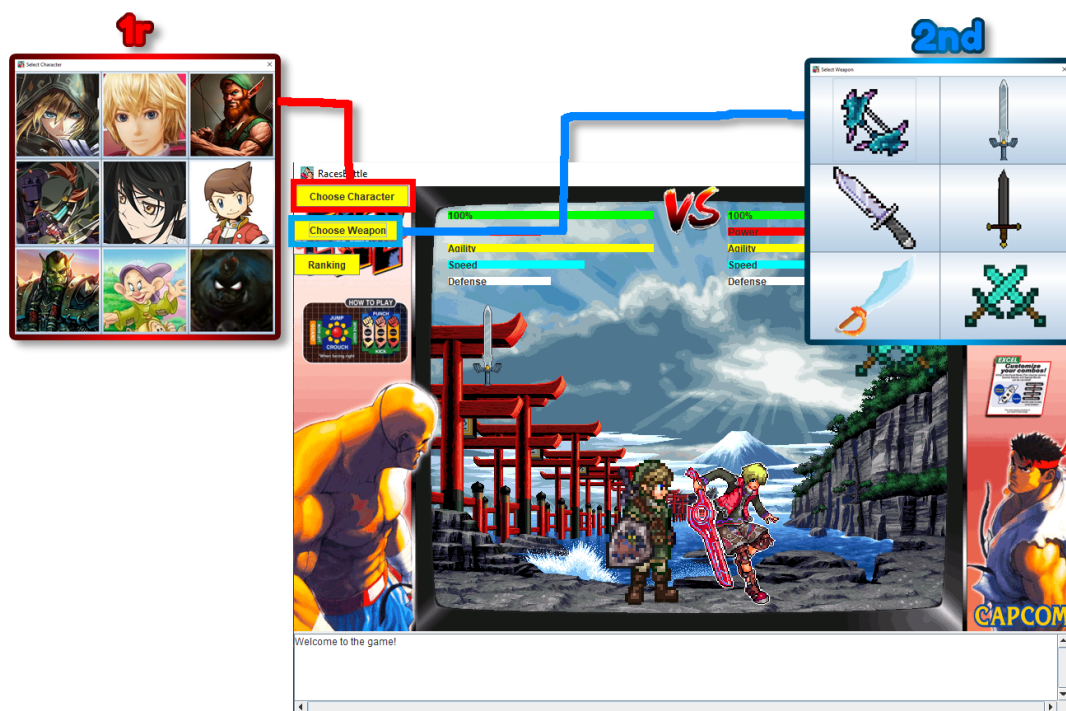 1r
2nd
Select Character
Select Weapon
RacesBattle
Choose Character
Choose Weapon
Ranking
VS
100%
Agility
Speed
Defense
100%
Power
Agility
Speed
Defense
HOW TO PLAY
JUMP
CROUCH
PUNCH
KICK
EXCEL
Customize
your combos!
CAPCOM
Welcome to the game!